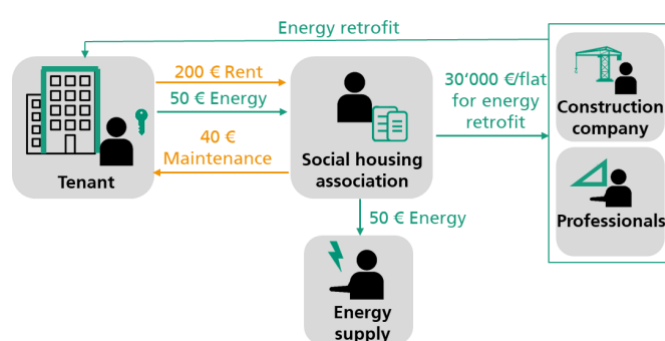 Energy retrofit
200 € Rent
50 € Energy
40 €
Maintenance
Tenant
Social housing
association
30‘000 €/flat
for energy
retrofit
Construction
company
Professionals
50 € Energy
Energy
supply